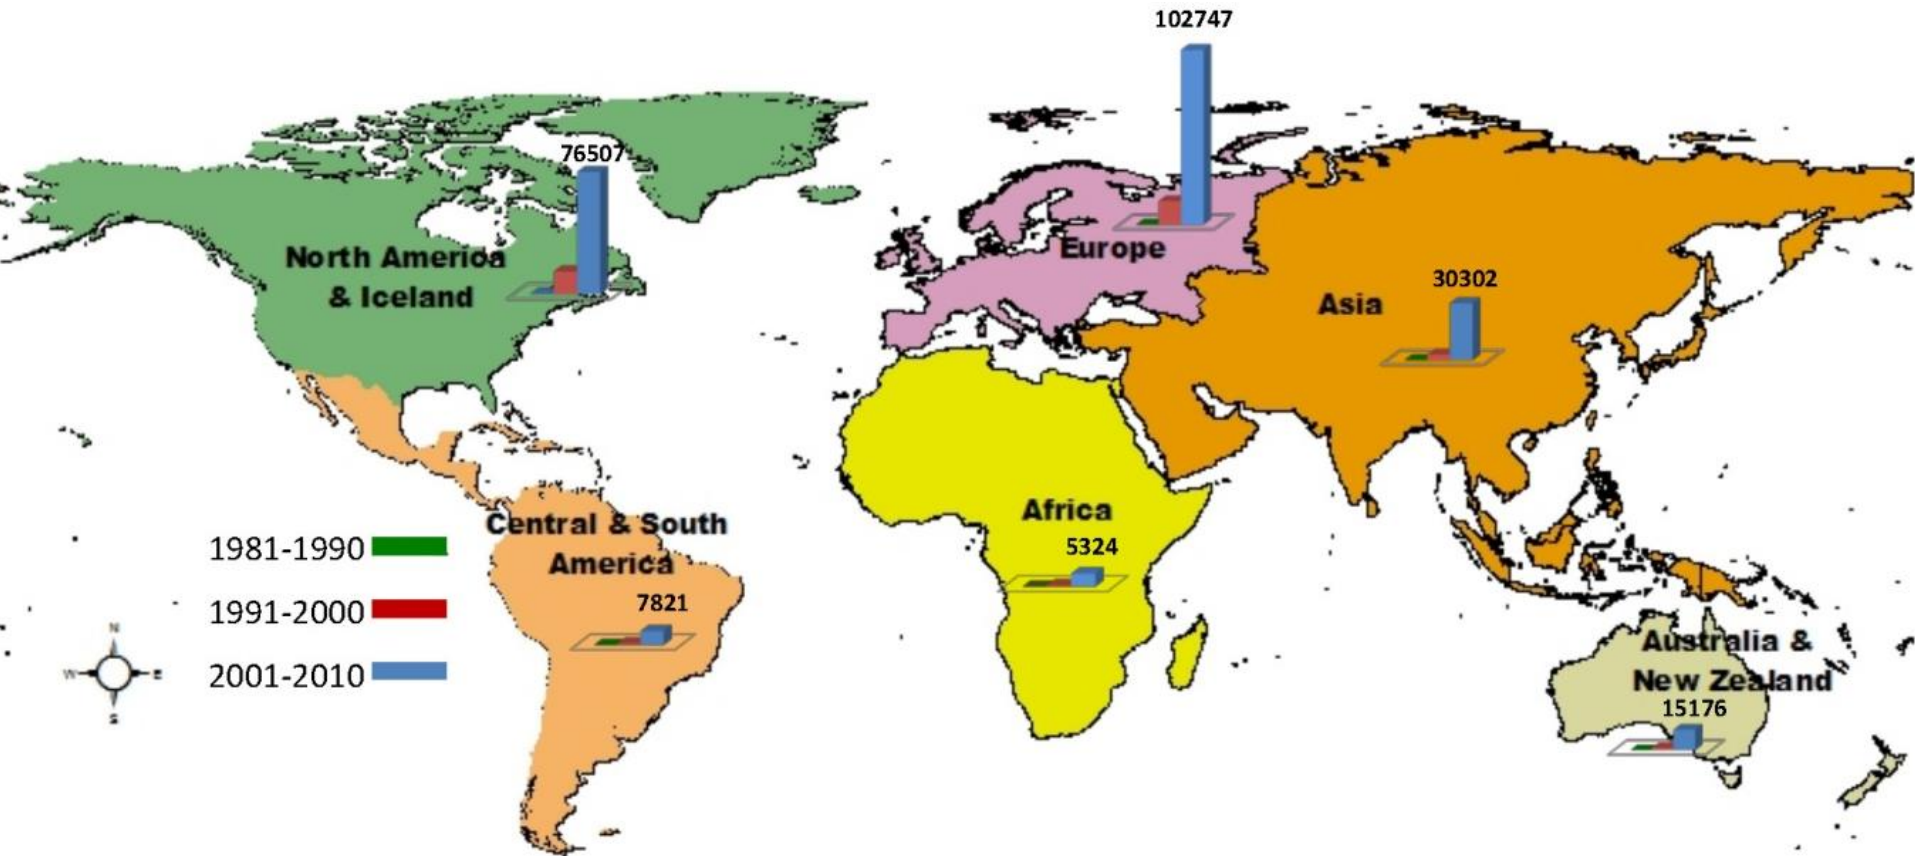 102747
76507
North America
& Iceland
Europe
30302
Asia
Africa
5324
Central & South
America
7821
1981-1990
1991-2000
2001-2010
N
W
E
S
Australia &
New Zealand
15176